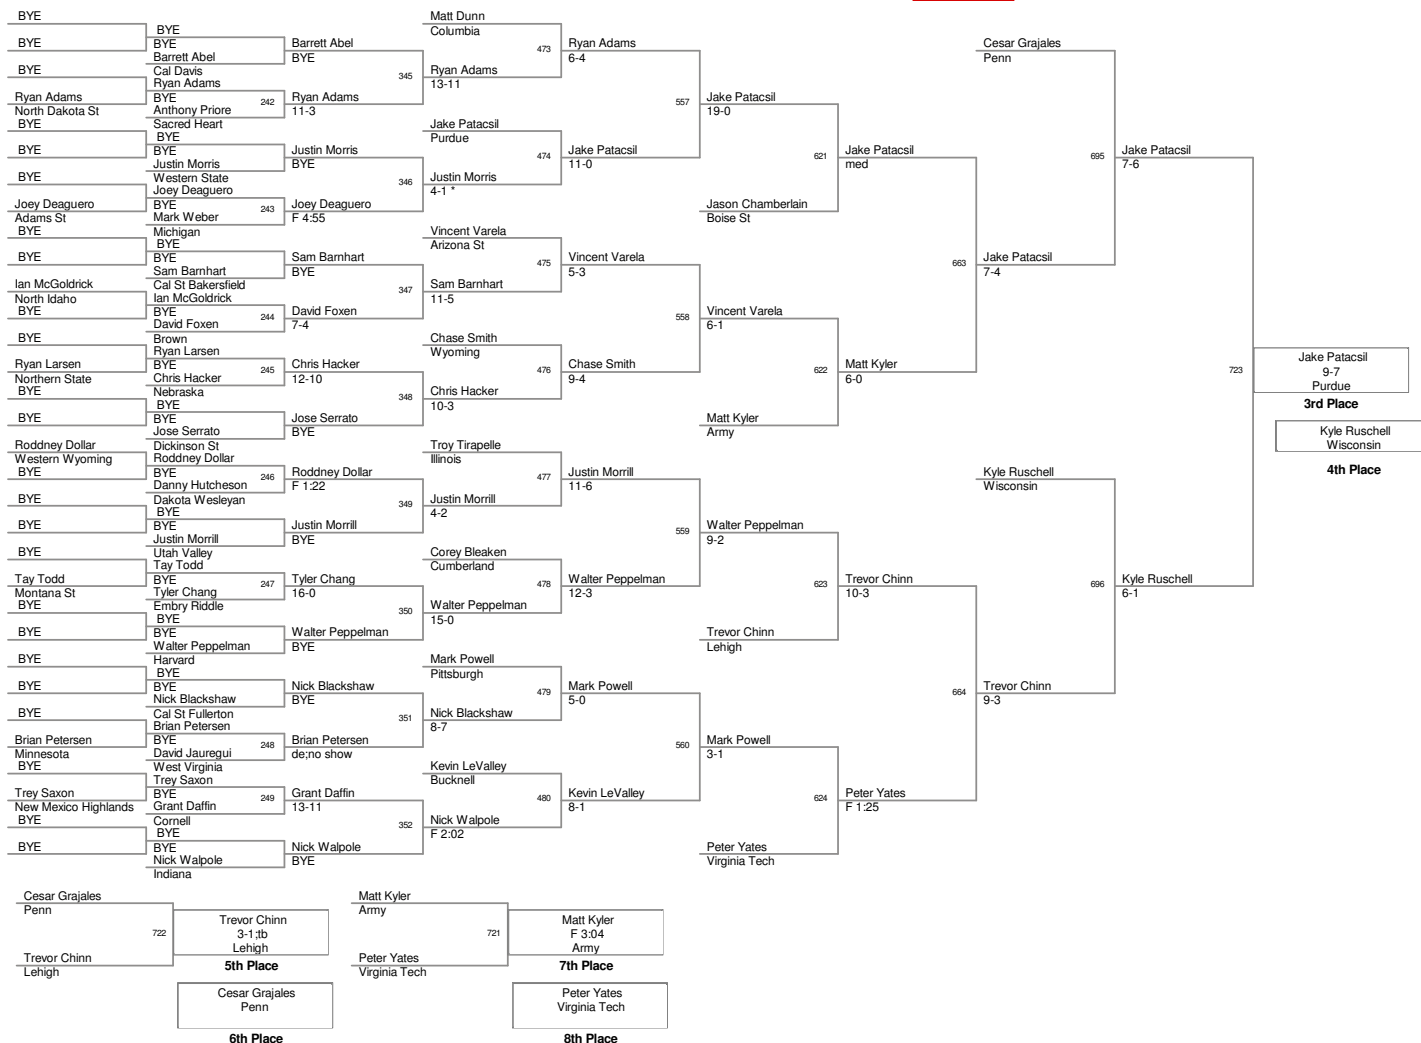 BYE
BYE
BYE
Ryan Adams
North Dakota St
BYE
BYE
BYE
Joey Deaguero
Adams St
BYE
BYE
Ian McGoldrick
North Idaho
BYE
BYE
Ryan Larsen
Northern State
BYE
BYE
Roddney Dollar
Western Wyoming
BYE
BYE
BYE
BYE
Tay Todd
Montana St
BYE
BYE
BYE
BYE
BYE
Brian Petersen
Minnesota
BYE
Trey Saxon
New Mexico Highlands
BYE
BYE
BYE
BYE
Barrett Abel
Cal Davis
Ryan Adams
BYE
242
Anthony Priore
Sacred Heart
BYE
BYE
Justin Morris
Western State
Joey Deaguero
BYE
243
Mark Weber
Michigan
BYE
BYE
Sam Barnhart
Cal St Bakersfield
Ian McGoldrick
BYE
244
David Foxen
Brown
Ryan Larsen
BYE
245
Chris Hacker
Nebraska
BYE
BYE
Jose Serrato
Dickinson St
Roddney Dollar
BYE
246
Danny Hutcheson
Dakota Wesleyan
BYE
BYE
Justin Morrill
Utah Valley
Tay Todd
BYE
247
Tyler Chang
Embry Riddle
BYE
BYE
Walter Peppelman
Harvard
BYE
BYE
Nick Blackshaw
Cal St Fullerton
Brian Petersen
BYE
248
David Jauregui
West Virginia
Trey Saxon
BYE
249
Grant Daffin
Cornell
BYE
BYE
Nick Walpole
Indiana
Barrett Abel
BYE
345
Ryan Adams
11-3
Justin Morris
BYE
346
Joey Deaguero
F 4:55
Sam Barnhart
BYE
347
David Foxen
7-4
Chris Hacker
12-10
348
Jose Serrato
BYE
Roddney Dollar
F 1:22
349
Justin Morrill
BYE
Tyler Chang
16-0
350
Walter Peppelman
BYE
Nick Blackshaw
BYE
351
Brian Petersen
de;no show
Grant Daffin
13-11
352
Nick Walpole
BYE
Matt Dunn
Columbia
473
Ryan Adams
13-11
Jake Patacsil
Purdue
474
Justin Morris
4-1 *
Vincent Varela
Arizona St
475
Sam Barnhart
11-5
Chase Smith
Wyoming
476
Chris Hacker
10-3
Troy Tirapelle
Illinois
477
Justin Morrill
4-2
Corey Bleaken
Cumberland
478
Walter Peppelman
15-0
Mark Powell
Pittsburgh
479
Nick Blackshaw
8-7
Kevin LeValley
Bucknell
480
Nick Walpole
F 2:02
Ryan Adams
6-4
557
Jake Patacsil
11-0
Vincent Varela
5-3
558
Chase Smith
9-4
Justin Morrill
11-6
559
Walter Peppelman
12-3
Mark Powell
5-0
560
Kevin LeValley
8-1
Jake Patacsil
19-0
621
Jason Chamberlain
Boise St
Vincent Varela
6-1
622
Matt Kyler
Army
Walter Peppelman
9-2
623
Trevor Chinn
Lehigh
Mark Powell
3-1
624
Peter Yates
Virginia Tech
Jake Patacsil
med
663
Matt Kyler
6-0
Trevor Chinn
10-3
664
Peter Yates
F 1:25
Cesar Grajales
Penn
695
Jake Patacsil
7-4
Kyle Ruschell
Wisconsin
696
Trevor Chinn
9-3
Jake Patacsil
7-6
723
Kyle Ruschell
6-1
Jake Patacsil
9-7
Purdue
3rd Place
Kyle Ruschell
Wisconsin
4th Place
Cesar Grajales
Penn
722
Trevor Chinn
Lehigh
Trevor Chinn
3-1;tb
Lehigh
5th Place
Cesar Grajales
Penn
6th Place
Matt Kyler
Army
721
Peter Yates
Virginia Tech
Matt Kyler
F 3:04
Army
7th Place
Peter Yates
Virginia Tech
8th Place